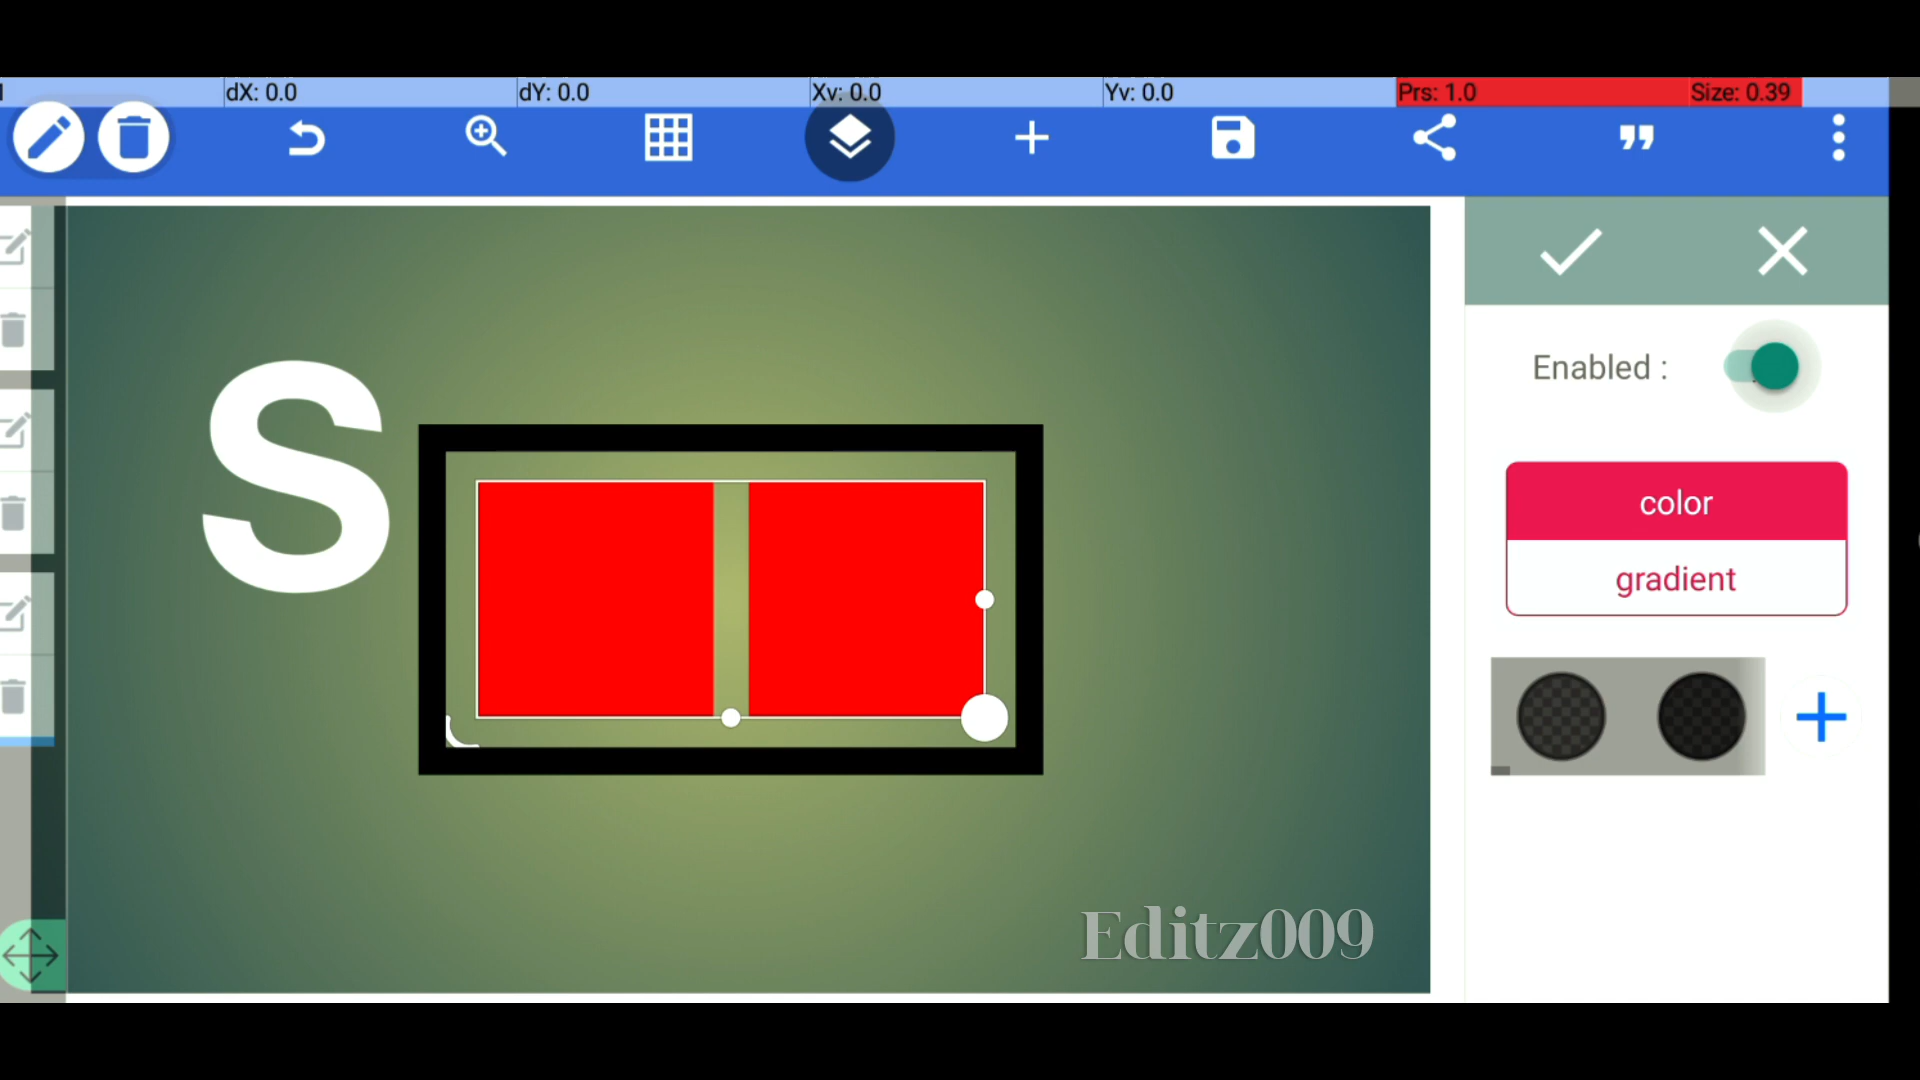 dX: 0.0
dY: 0.0
Xv: 0.0
Yv: 0.0
Prs: 1.0
Size: 0.39
Enabled :
color
gradient
S
Editz009